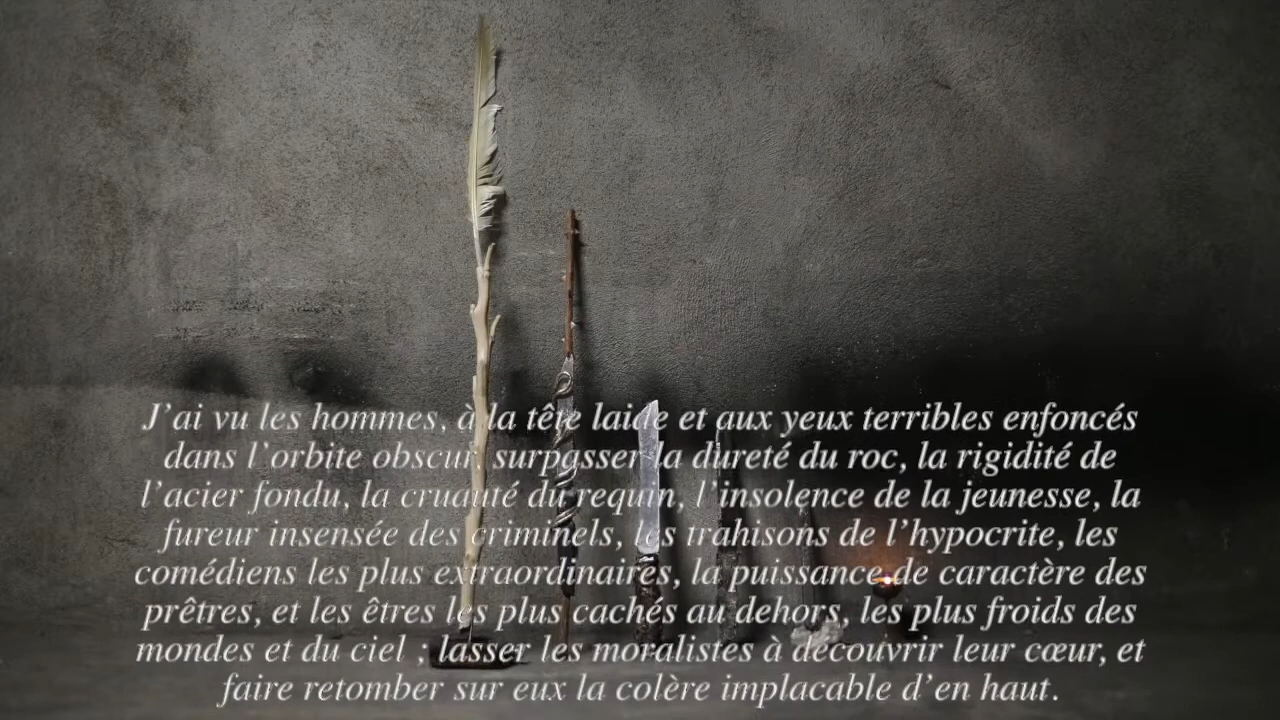 J’ai vu les hommes, à la tête laide et aux yeux terribles enfoncés
dans l’orbite obscur, surpasser la dureté du roc, la rigidité de
l’acier fondu, la cruauté du requin, l’insolence de la jeunesse, la
fureur insensée des criminels, les trahisons de l’hypocrite, les
comédiens les plus extraordinaires, la puissance de caractère des
prêtres, et les êtres les plus cachés au dehors, les plus froids des
mondes et du ciel ; lasser les moralistes à découvrir leur cœur, et
faire retomber sur eux la colère implacable d’en haut.